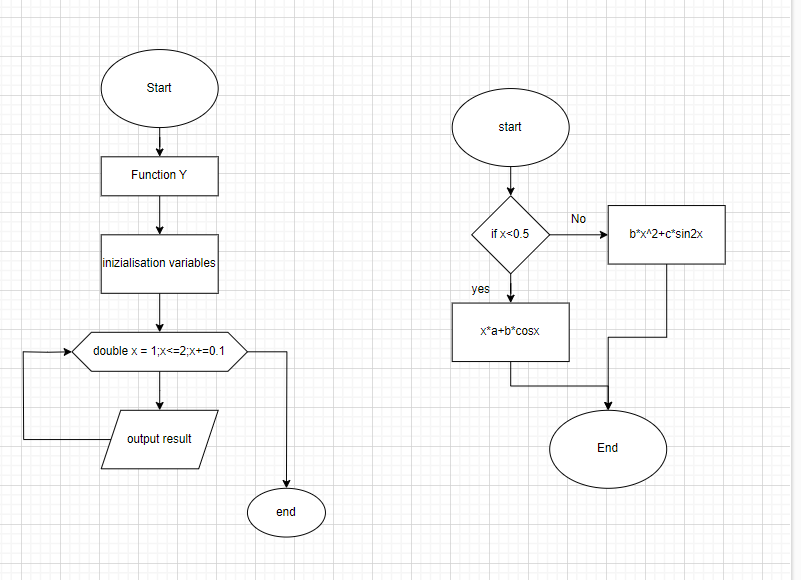 Start
Function Y
inizialisation variables
double x = 1;x<=2;x+=0.1
output result
end
start
if x<0.5
No
b*x^2+c*sin2x
yes
x*a+b*cosx
End